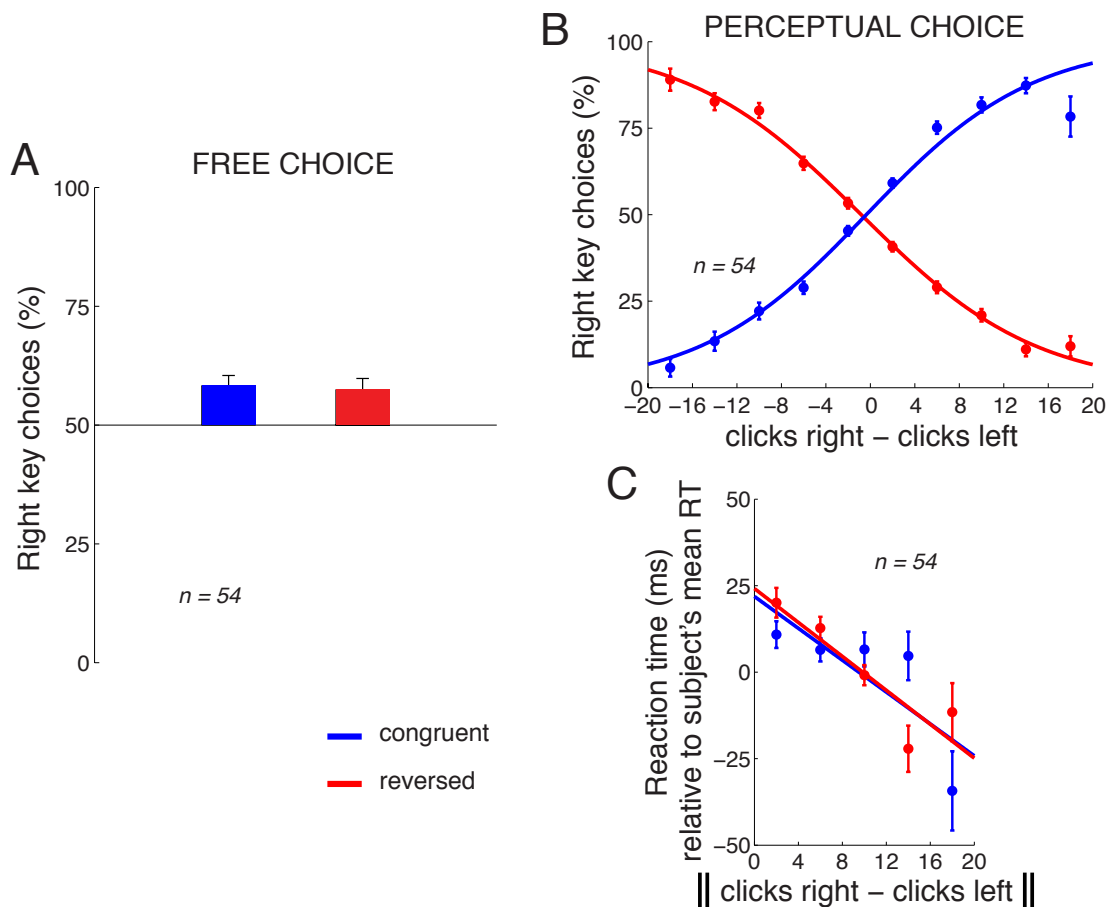 A
FREE CHOICE
Right key choices (%)
100
75
50
25
0
n = 54
congruent
reversed
B
PERCEPTUAL CHOICE
Right key choices (%)
100
75
50
25
0
n = 54
−20 −16 −12 −8 −4 0 4 8 12 16 20
clicks right − clicks left
C
Reaction time (ms)
relative to subject's mean RT
50
25
0
−25
−50
n = 54
0 4 8 12 16 20
|| clicks right − clicks left ||